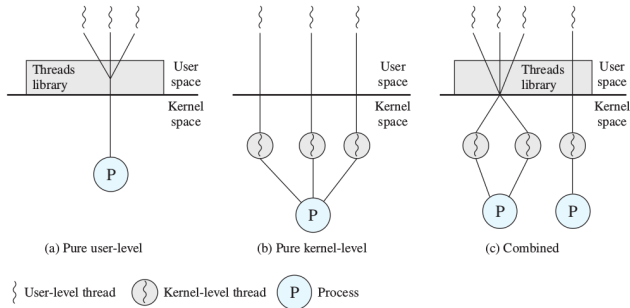 Threads
library
User
space
Kernel
space
P
(a) Pure user-level
User
space
Kernel
space
P
(b) Pure kernel-level
Threads
library
User
space
Kernel
space
P
P
(c) Combined
User-level thread
Kernel-level thread
P
Process